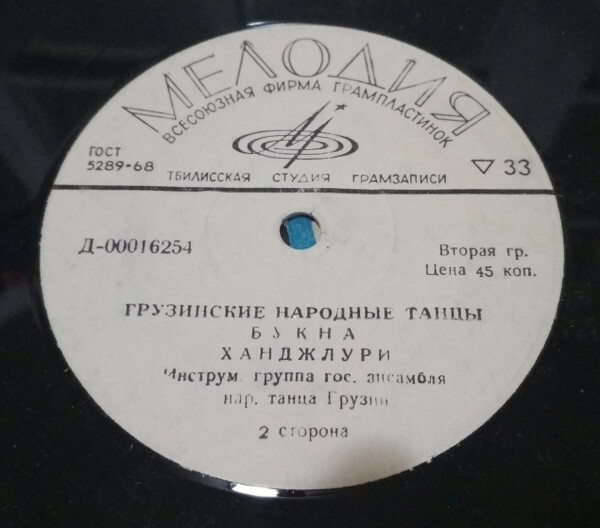 МЕЛОДИЯ
ВСЕСОЮЗНАЯ ФИРМА ГРАМПЛАСТИНОК
ГОСТ
5289-68
ТБИЛИССКАЯ СТУДИЯ ГРАМЗАПИСИ
33
Д-00016254
Вторая гр.
Цена 45 коп.
ГРУЗИНСКИЕ НАРОДНЫЕ ТАНЦЫ
БУКНА
ХАНДЖЛУРИ
Инструм. группа гос. ансамбля
нар. танца Грузии
2 сторона